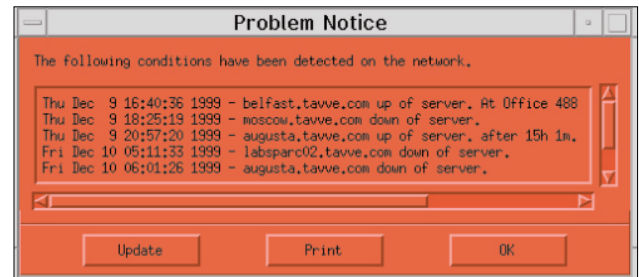 Problem Notice
The following conditions have been detected on the network.
Thu Dec  9 16:40:36 1999 - belfast.tavve.com up of server. At Office 488
Thu Dec  9 18:25:19 1999 - moscow.tavve.com down of server.
Thu Dec  9 20:57:20 1999 - augusta.tavve.com up of server. after 15h 1m.
Fri Dec 10 05:11:33 1999 - labsparc02.tavve.com down of server.
Fri Dec 10 06:01:26 1999 - augusta.tavve.com down of server.
Update Print OK